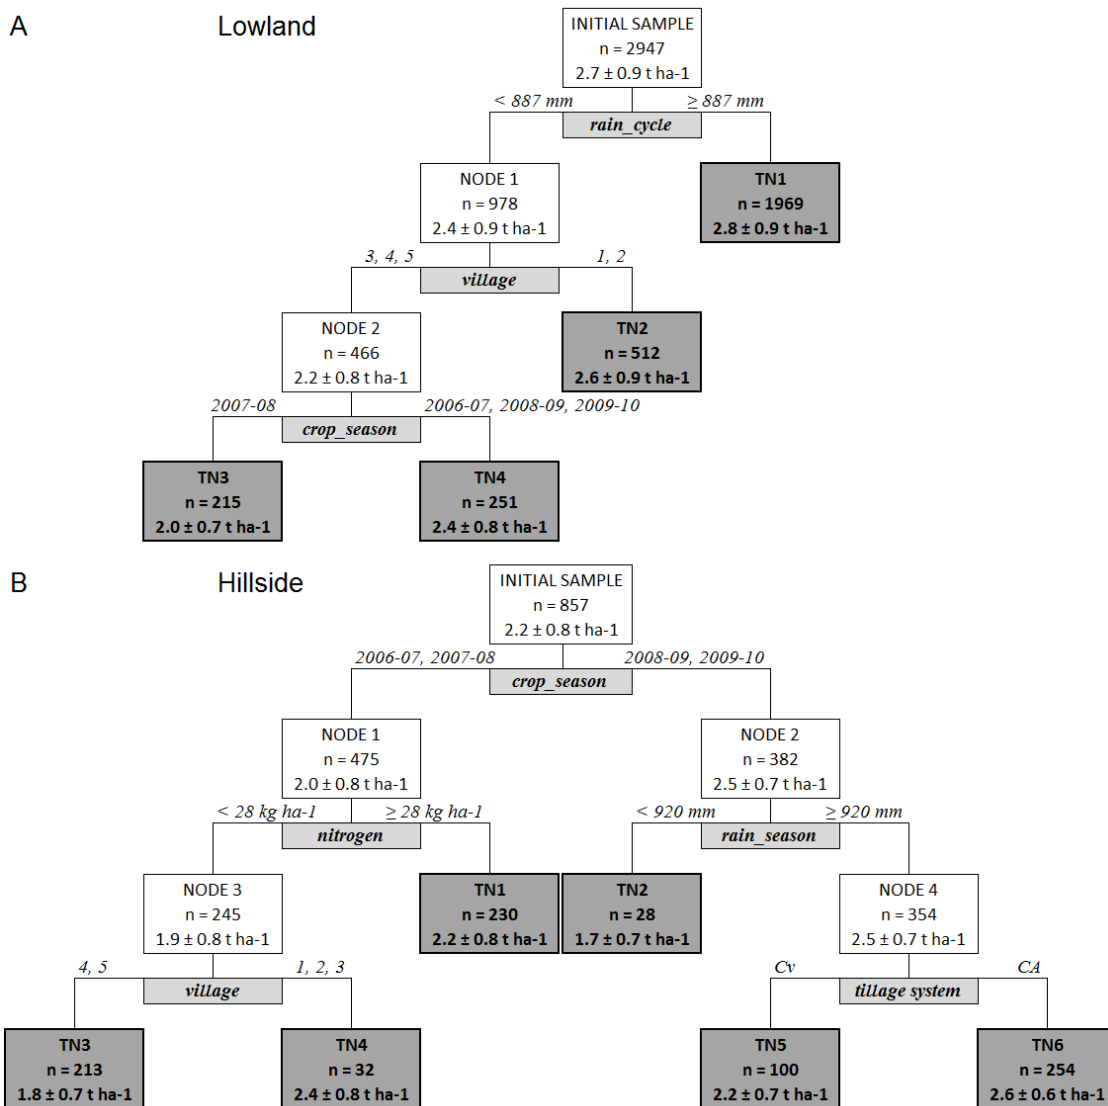 A
Lowland
INITIAL SAMPLE
n = 2947
2.7 ± 0.9 t ha-1
< 887 mm
≥ 887 mm
rain_cycle
NODE 1
n = 978
2.4 ± 0.9 t ha-1
TN1
n = 1969
2.8 ± 0.9 t ha-1
3, 4, 5
1, 2
village
NODE 2
n = 466
2.2 ± 0.8 t ha-1
TN2
n = 512
2.6 ± 0.9 t ha-1
2007-08
2006-07, 2008-09, 2009-10
crop_season
TN3
n = 215
2.0 ± 0.7 t ha-1
TN4
n = 251
2.4 ± 0.8 t ha-1
B
Hillside
INITIAL SAMPLE
n = 857
2.2 ± 0.8 t ha-1
2006-07, 2007-08
2008-09, 2009-10
crop_season
NODE 1
n = 475
2.0 ± 0.8 t ha-1
NODE 2
n = 382
2.5 ± 0.7 t ha-1
< 28 kg ha-1
≥ 28 kg ha-1
nitrogen
< 920 mm
≥ 920 mm
rain_season
NODE 3
n = 245
1.9 ± 0.8 t ha-1
TN1
n = 230
2.2 ± 0.8 t ha-1
TN2
n = 28
1.7 ± 0.7 t ha-1
NODE 4
n = 354
2.5 ± 0.7 t ha-1
4, 5
1, 2, 3
village
Cv
CA
tillage system
TN3
n = 213
1.8 ± 0.7 t ha-1
TN4
n = 32
2.4 ± 0.8 t ha-1
TN5
n = 100
2.2 ± 0.7 t ha-1
TN6
n = 254
2.6 ± 0.6 t ha-1